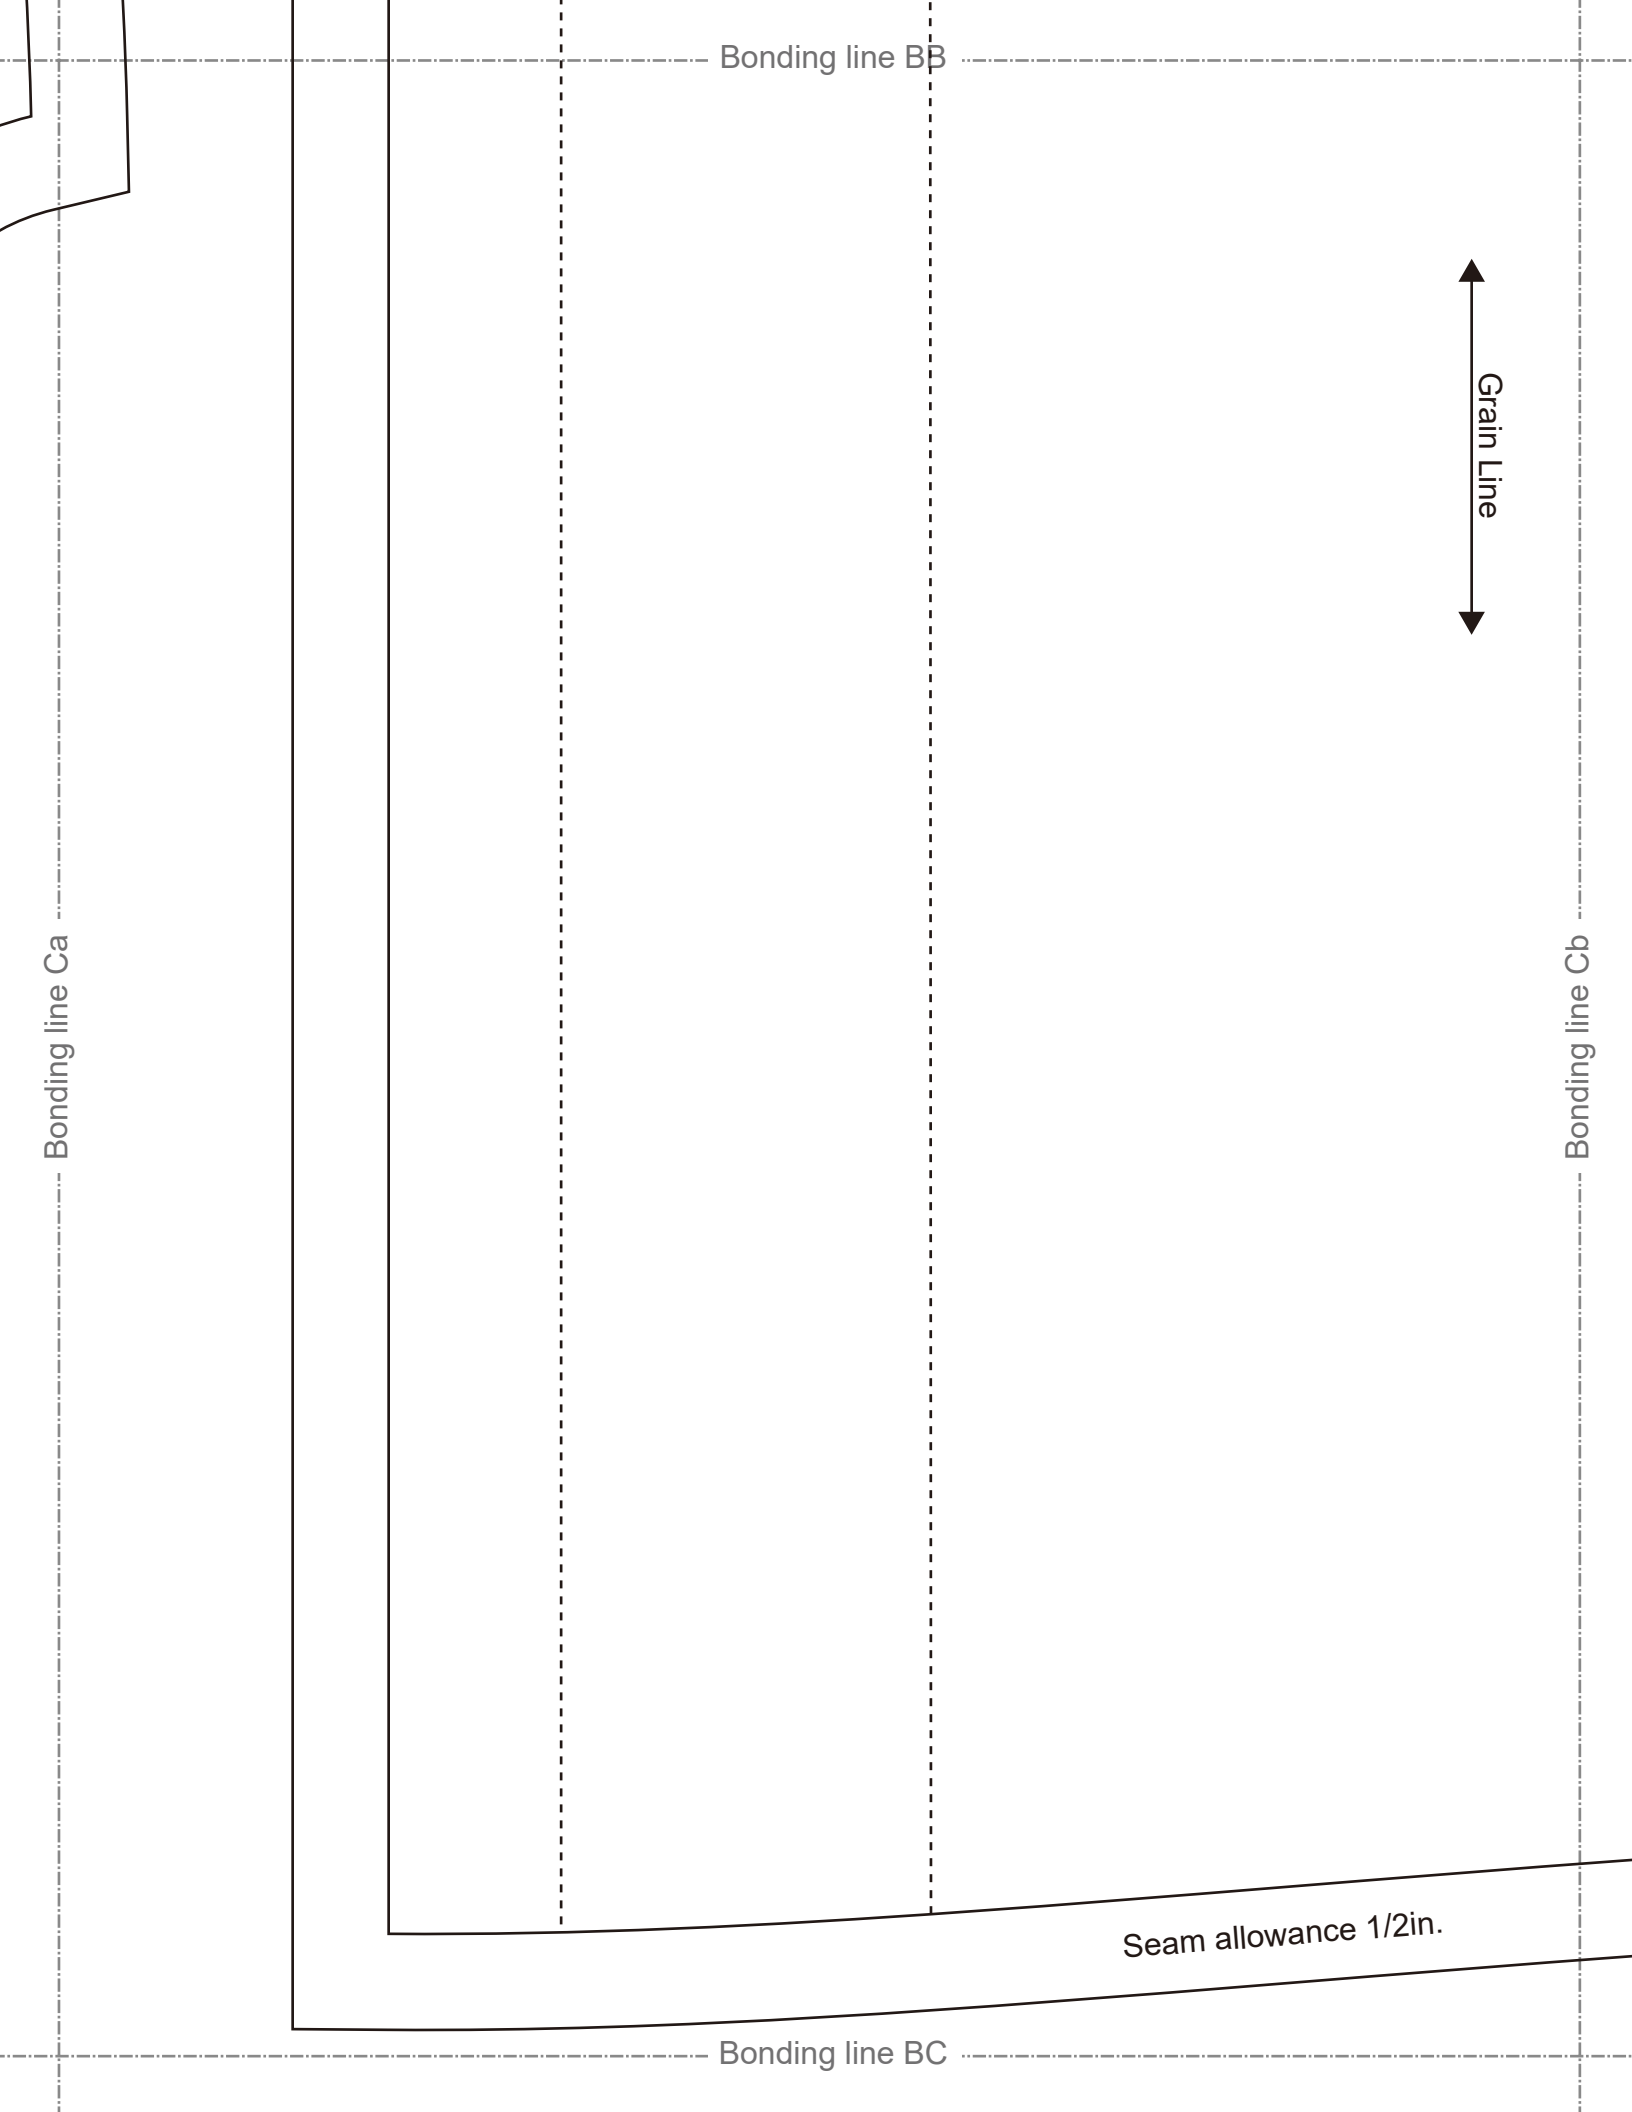 Bonding line BB
Grain Line
Bonding line Ca
Bonding line Cb
Seam allowance 1/2in.
Bonding line BC